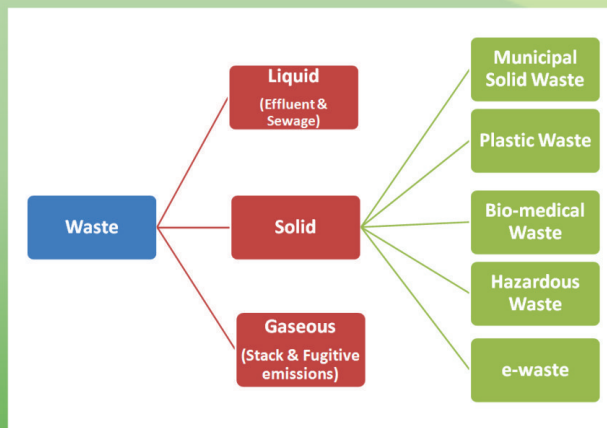 Waste
Liquid
(Effluent &
Sewage)
Solid
Gaseous
(Stack & Fugitive
emissions)
Municipal
Solid Waste
Plastic Waste
Bio-medical
Waste
Hazardous
Waste
e-waste